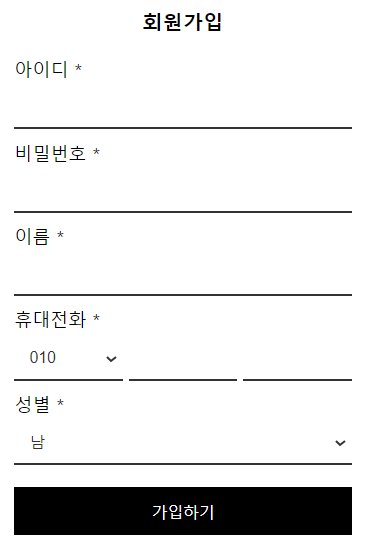 회원가입
아이디 *
비밀번호 *
이름 *
휴대전화 *
010
성별 *
남
가입하기